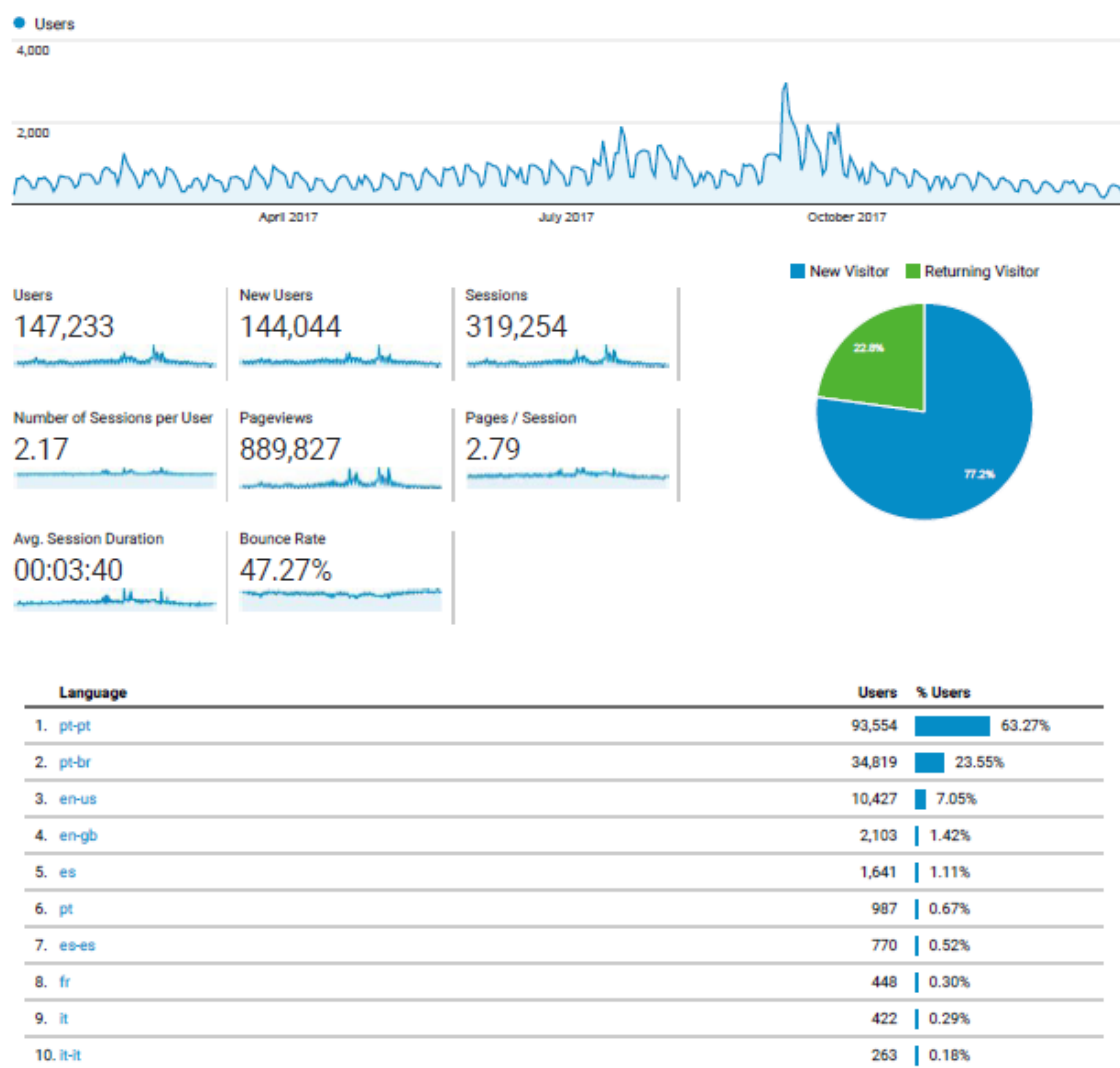 Users
4,000
2,000
April 2017 July 2017 October 2017
New Visitor Returning Visitor
22.8%
77.2%
Users New Users Sessions
147,233 144,044 319,254
Number of Sessions per User Pageviews Pages / Session
2.17 889,827 2.79
Avg. Session Duration Bounce Rate
00:03:40 47.27%
Language Users % Users
1. pt-pt 93,554 63.27%
2. pt-br 34,819 23.55%
3. en-us 10,427 7.05%
4. en-gb 2,103 1.42%
5. es 1,641 1.11%
6. pt 987 0.67%
7. es-es 770 0.52%
8. fr 448 0.30%
9. it 422 0.29%
10. it-it 263 0.18%